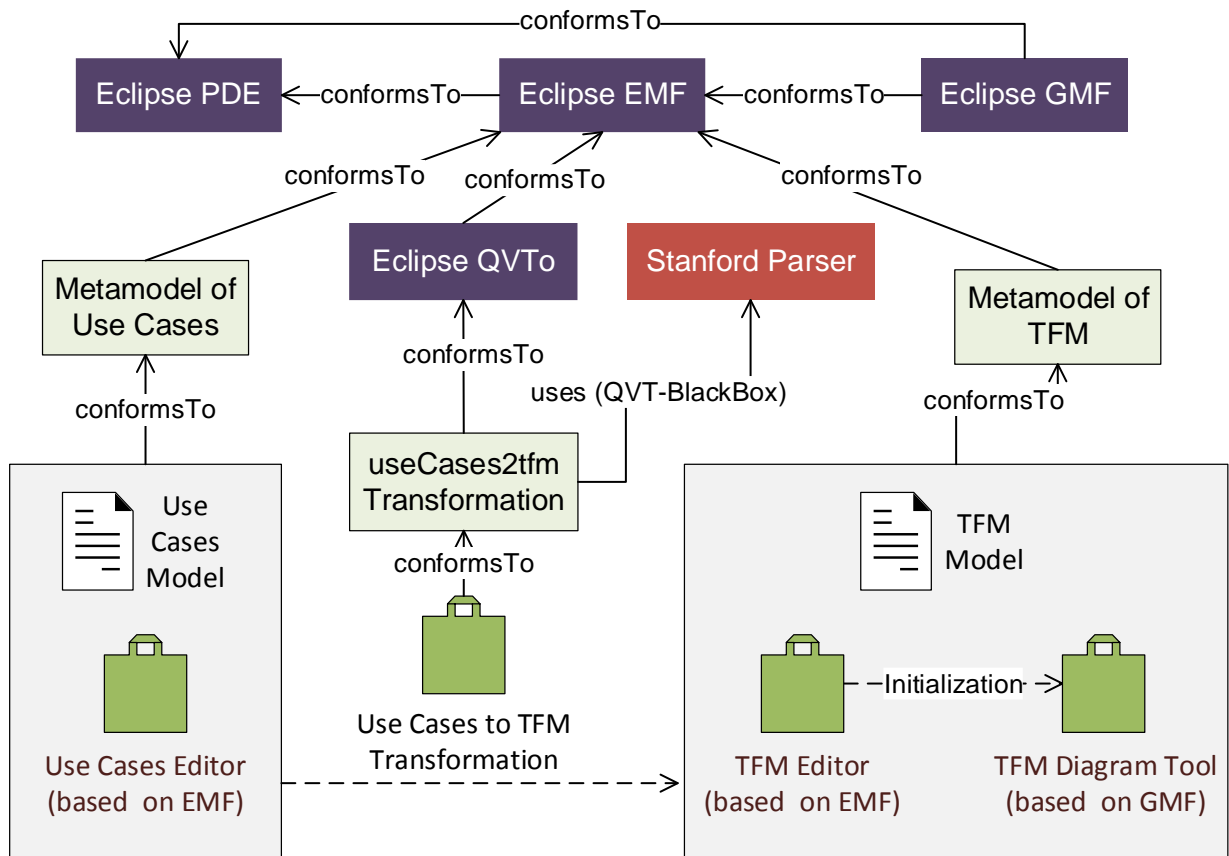 conformsTo
Eclipse PDE
conformsTo
Eclipse EMF
conformsTo
Eclipse GMF
conformsTo
conformsTo
conformsTo
Eclipse QVTo
Stanford Parser
Metamodel of
Use Cases
Metamodel of
TFM
conformsTo
conformsTo
uses (QVT-BlackBox)
conformsTo
useCases2tfm
Transformation
Use
Cases
Model
TFM
Model
conformsTo
Initialization
Use Cases to TFM
Transformation
Use Cases Editor
(based on EMF)
TFM Editor
(based on EMF)
TFM Diagram Tool
(based on GMF)